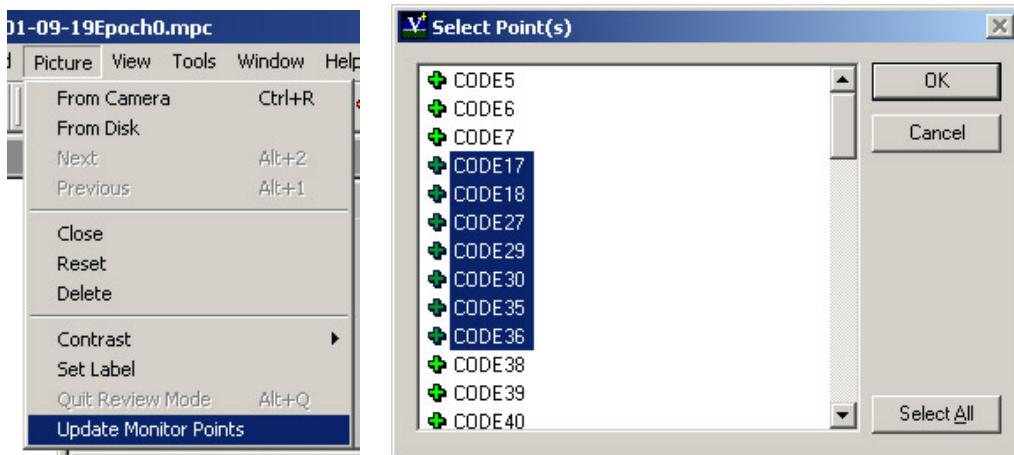 01-09-19Epoch0.mpc
Picture View Tools Window Help
From Camera Ctrl+R
From Disk
Next Alt+2
Previous Alt+1
Close
Reset
Delete
Contrast
Set Label
Quit Review Mode Alt+Q
Update Monitor Points
Select Point(s)
CODE5
CODE6
CODE7
CODE17
CODE18
CODE27
CODE29
CODE30
CODE35
CODE36
CODE38
CODE39
CODE40
OK
Cancel
Select All